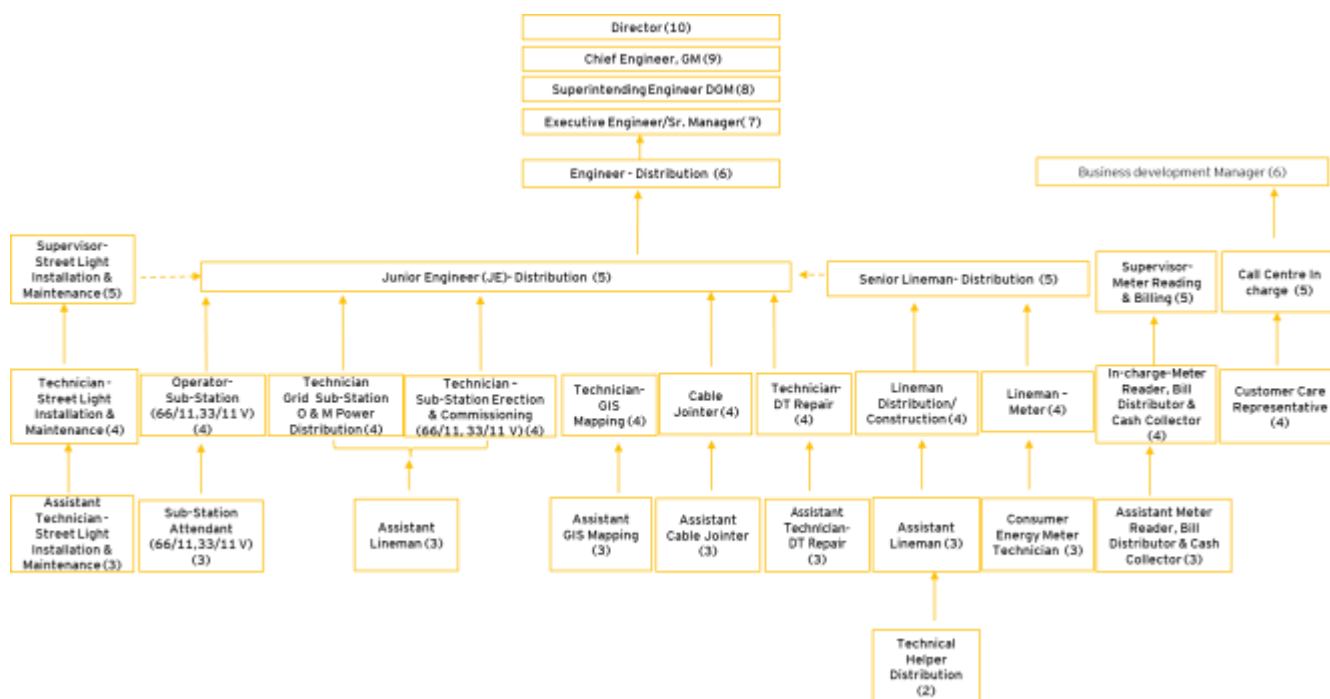 Director (10)
Chief Engineer, GM (9)
Superintending Engineer DGM (8)
Executive Engineer/Sr. Manager( 7)
Engineer - Distribution (6)
Business development Manager (6)
Supervisor-
Street Light
Installation &
Maintenance (5)
Junior Engineer (JE)- Distribution (5)
Senior Lineman- Distribution (5)
Supervisor-
Meter Reading
& Billing (5)
Call Centre In
charge (5)
Technician -
Street Light
Installation &
Maintenance (4)
Operator-
Sub-Station
(66/11,33/11 V)
(4)
Technician
Grid Sub-Station
O & M Power
Distribution (4)
Technician -
Sub-Station Erection
& Commissioning
(66/11, 33/11 V) (4)
Technician-
GIS
Mapping (4)
Cable
Jointer (4)
Technician-
DT Repair
(4)
Lineman
Distribution/
Construction (4)
Lineman -
Meter (4)
In-charge-Meter
Reader, Bill
Distributor &
Cash Collector
(4)
Customer Care
Representative
(4)
Assistant
Technician-
Street Light
Installation &
Maintenance (3)
Sub-Station
Attendant
(66/11,33/11 V)
(3)
Assistant
Lineman (3)
Assistant
GIS Mapping
(3)
Assistant
Cable Jointer
(3)
Assistant
Technician-
DT Repair
(3)
Assistant
Lineman (3)
Consumer
Energy Meter
Technician (3)
Assistant Meter
Reader, Bill
Distributor & Cash
Collector (3)
Technical
Helper
Distribution
(2)